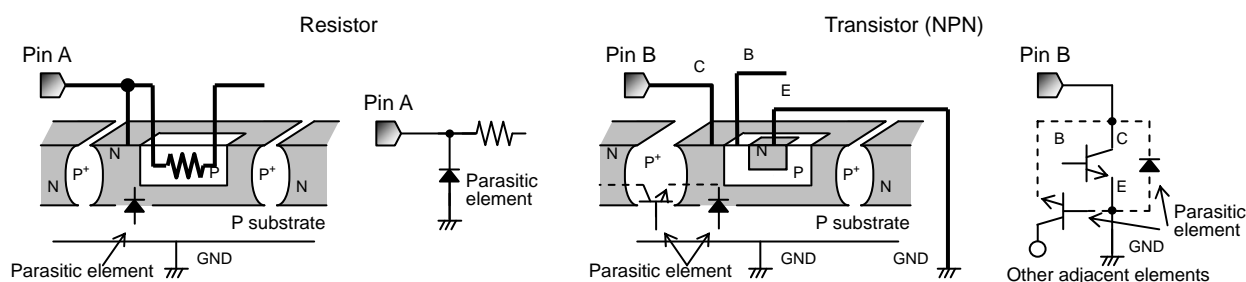 Resistor
Pin A
N
N
P⁺
P
P⁺
N
P substrate
Parasitic element
GND
Pin A
Parasitic
element
Transistor (NPN)
Pin B
C
B
E
N
P⁺
N
P
P⁺
N
N
P substrate
Parasitic element
GND
GND
Pin B
B
C
E
Parasitic
element
GND
Other adjacent elements